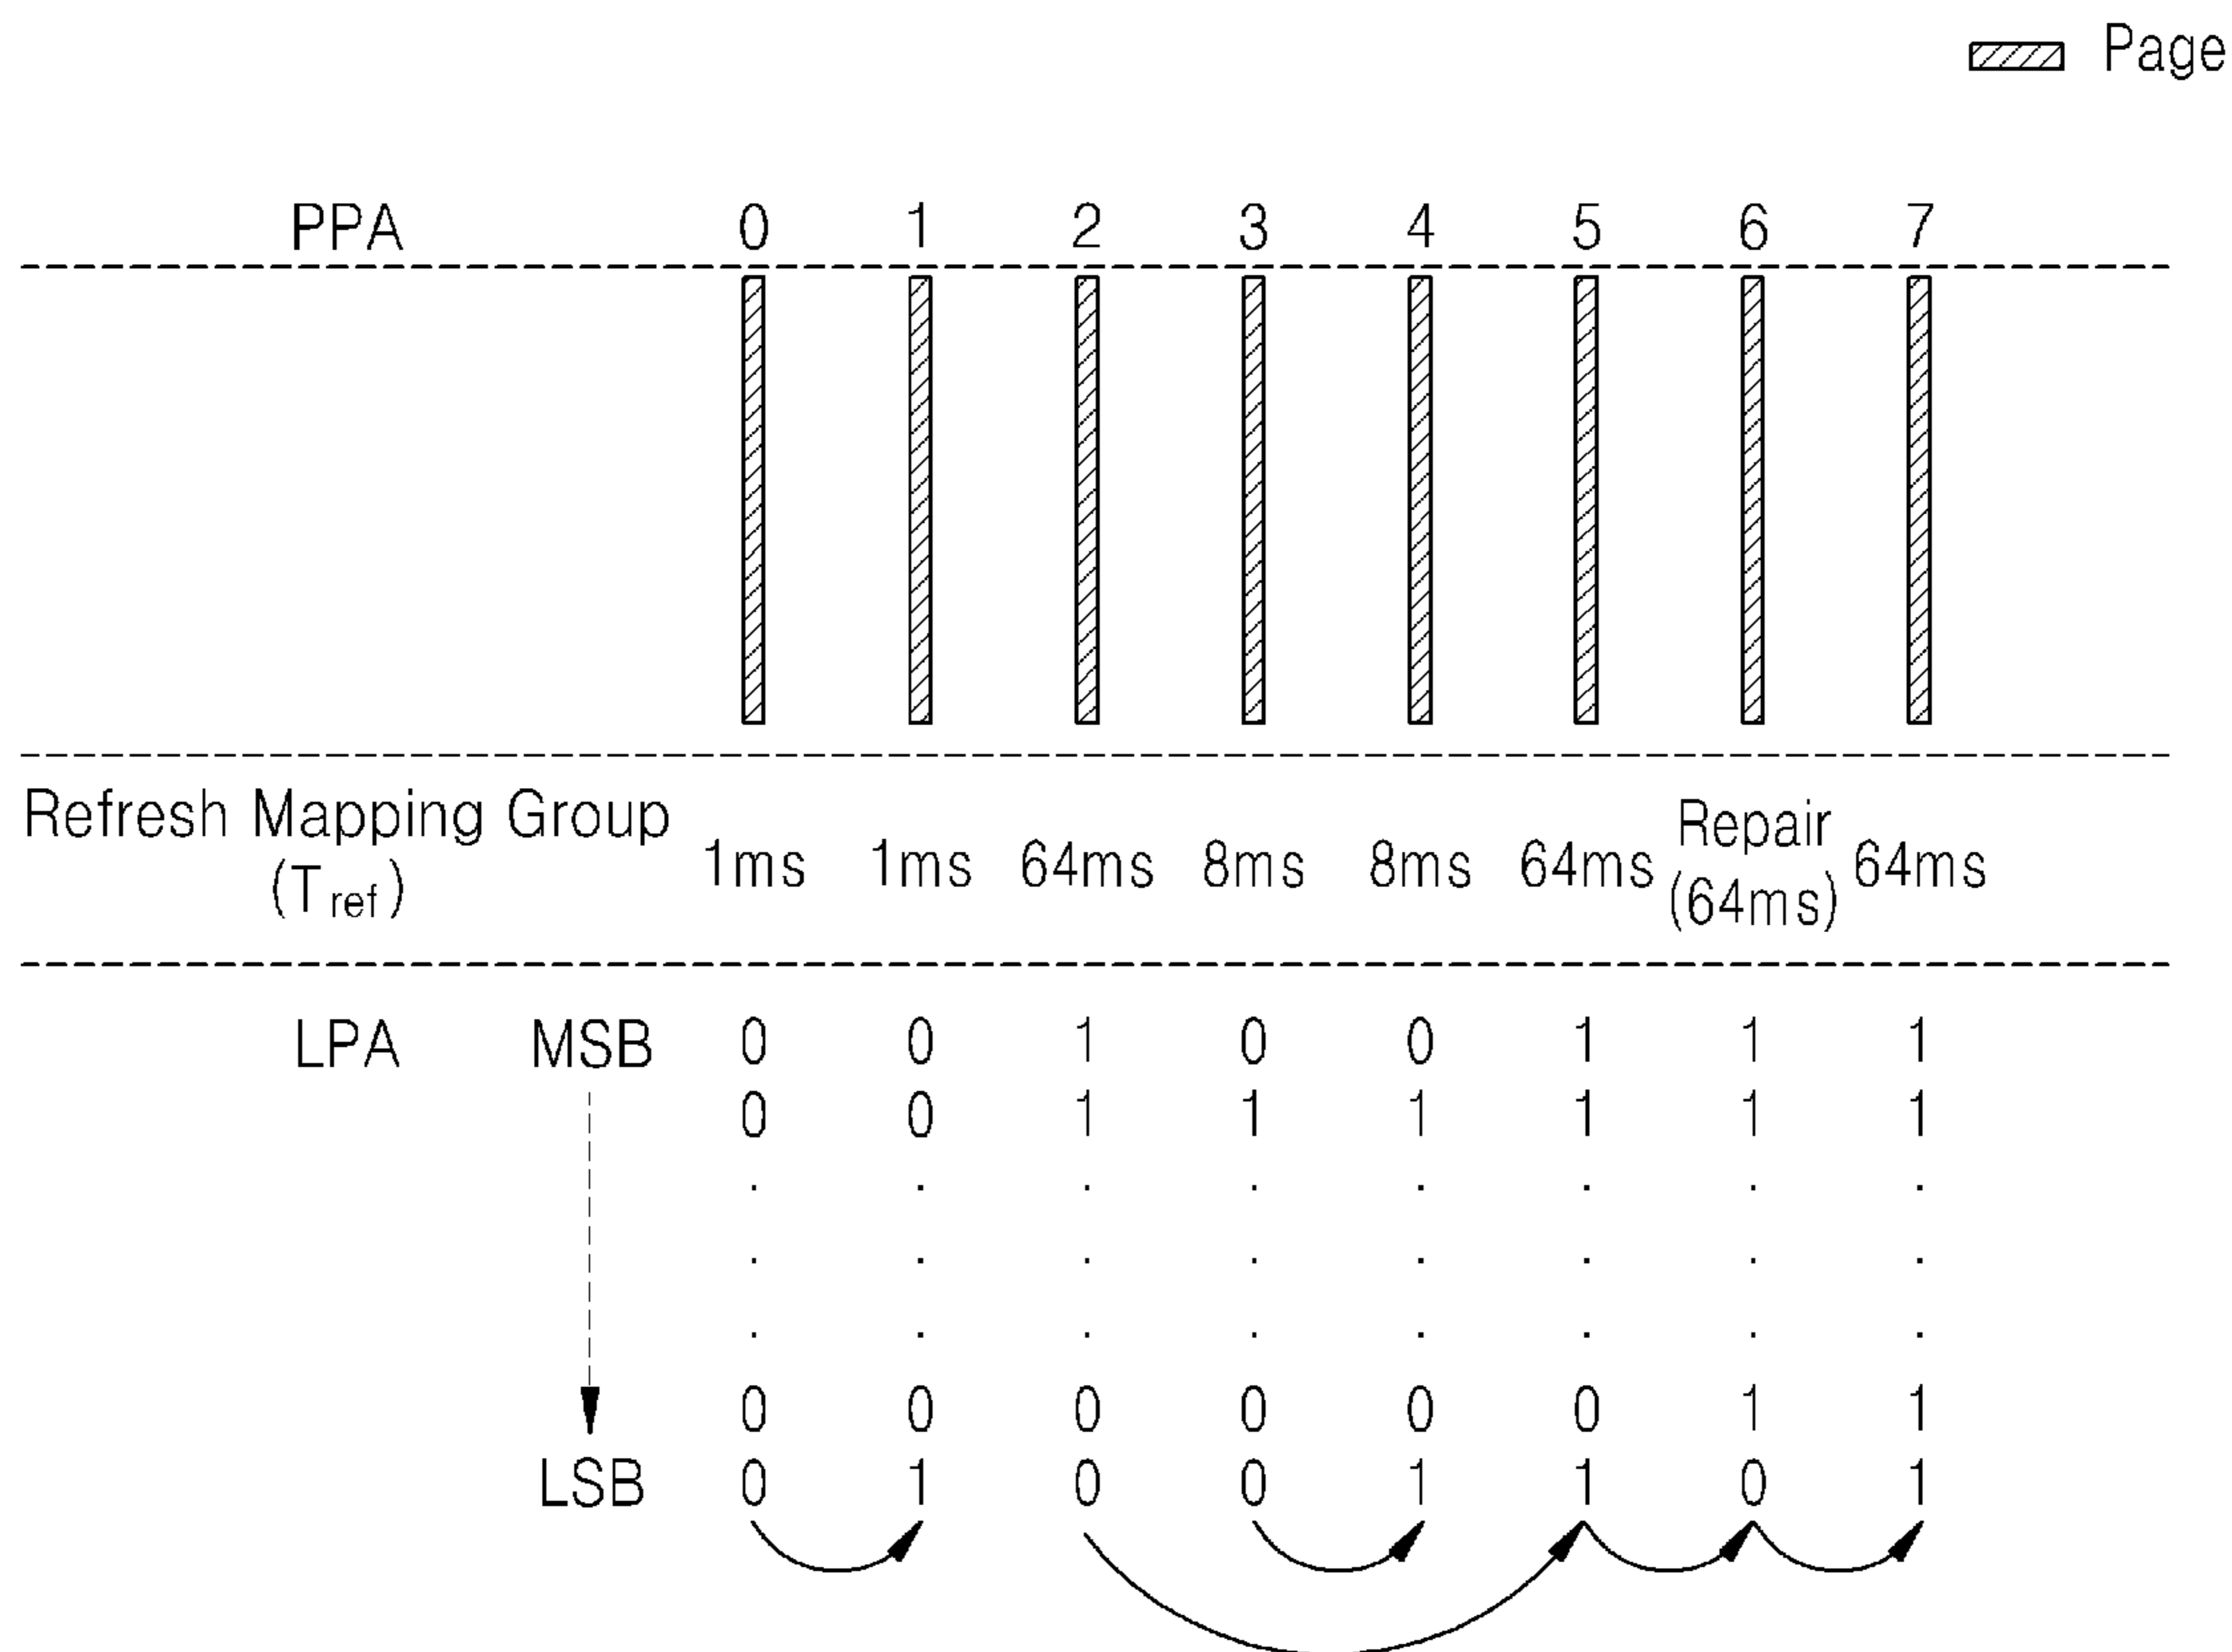 Page
PPA 0 1 2 3 4 5 6 7
Refresh Mapping Group
(Tref) 1ms 1ms 64ms 8ms 8ms 64ms Repair (64ms) 64ms
LPA MSB 0 0 1 0 0 1 1 1
0 0 1 1 1 1 1 1
. . . . . . . .
. . . . . . . .
. . . . . . . .
0 0 0 0 0 0 1 1
LSB 0 1 0 0 1 1 0 1